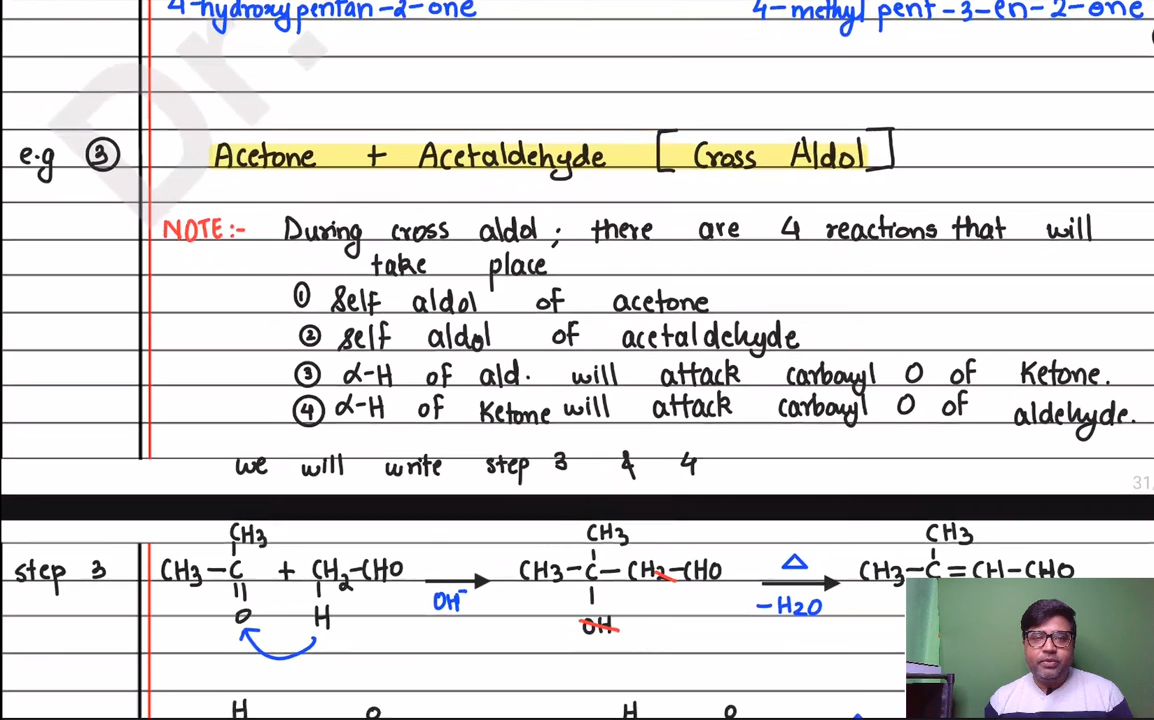 4-hydroxypentan-2-one 4-methyl pent-3-en-2-one
Dr.
e.g ③ Acetone + Acetaldehyde [Cross Aldol]
NOTE:- During cross aldol ; there are 4 reactions that will
take place
① Self aldol of acetone
② self aldol of acetaldehyde
③ α-H of ald. will attack carbonyl O of Ketone.
④ α-H of Ketone will attack carbonyl O of aldehyde.
we will write step 3 & 4
31,
CH3 CH3 CH3
step 3 CH3-C + CH2-CHO OH⁻ CH3-C-CH2-CHO Δ -H2O CH3-C=CH-CHO
O H OH
H O H O